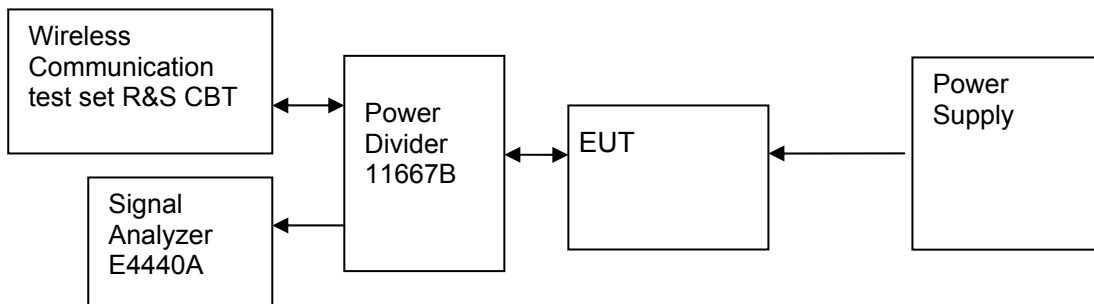 Wireless
Communication
test set R&S CBT
Signal
Analyzer
E4440A
Power
Divider
11667B
EUT
Power
Supply